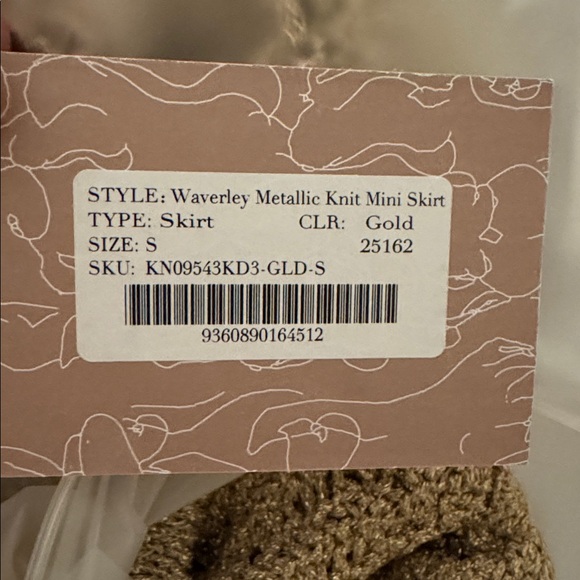 STYLE: Waverley Metallic Knit Mini Skirt
TYPE: Skirt CLR: Gold
SIZE: S 25162
SKU: KN09543KD3-GLD-S
9360890164512